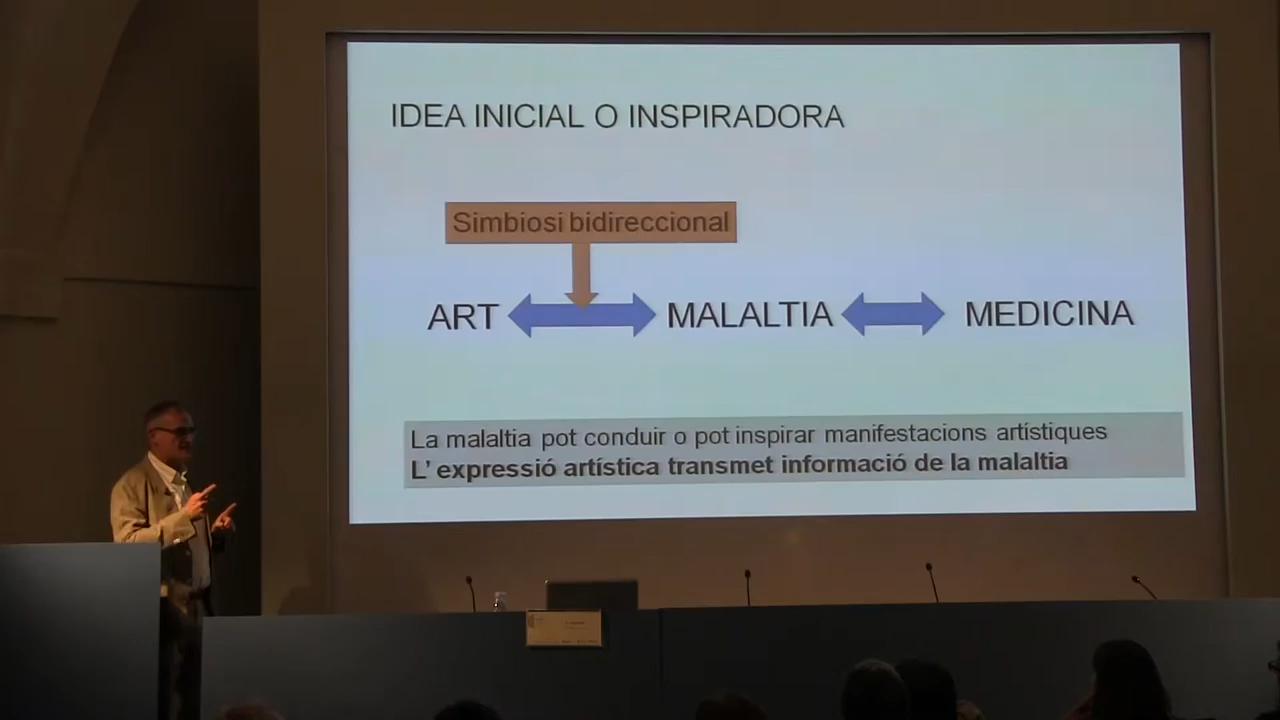 IDEA INICIAL O INSPIRADORA
Simbiosi bidireccional
ART MALALTIA MEDICINA
La malaltia pot conduir o pot inspirar manifestacions artístiques
L' expressió artística transmet informació de la malaltia